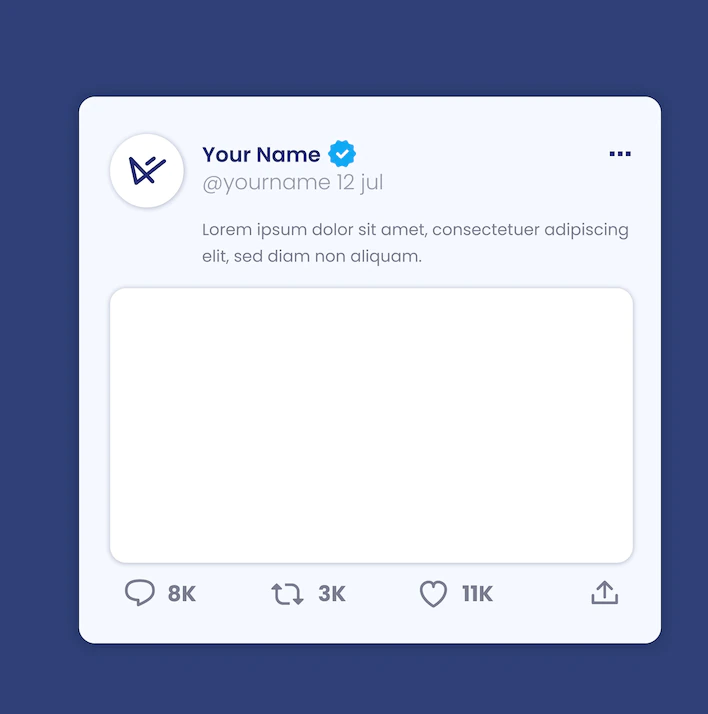 Your Name
@yourname 12 jul
Lorem ipsum dolor sit amet, consectetuer adipiscing
elit, sed diam non aliquam.
8K 3K 11K